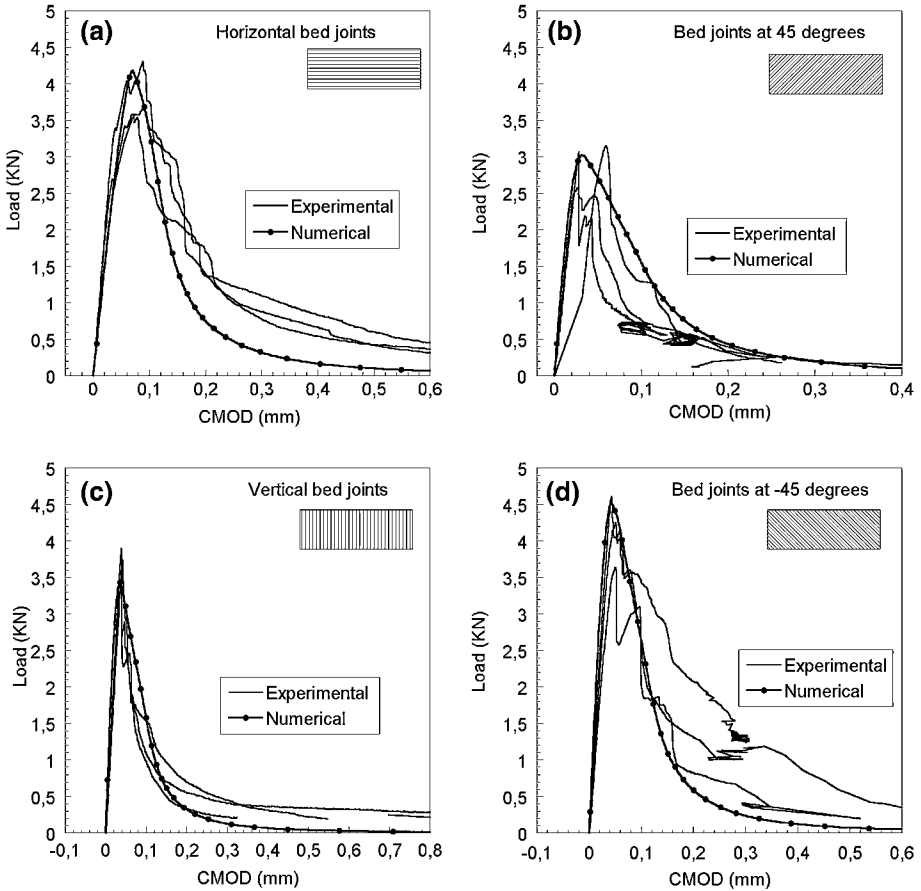 (a)
Horizontal bed joints
5
4,5
4
3,5
3
2,5
2
1,5
1
0,5
0
Load (KN)
Experimental
Numerical
0 0,1 0,2 0,3 0,4 0,5 0,6
CMOD (mm)
(b)
Bed joints at 45 degrees
5
4,5
4
3,5
3
2,5
2
1,5
1
0,5
0
Load (KN)
Experimental
Numerical
0 0,1 0,2 0,3 0,4
CMOD (mm)
(c)
Vertical bed joints
5
4,5
4
3,5
3
2,5
2
1,5
1
0,5
0
Load (KN)
Experimental
Numerical
-0,1 0 0,1 0,2 0,3 0,4 0,5 0,6 0,7 0,8
CMOD (mm)
(d)
Bed joints at -45 degrees
5
4,5
4
3,5
3
2,5
2
1,5
1
0,5
0
Load (KN)
Experimental
Numerical
-0,1 0 0,1 0,2 0,3 0,4 0,5 0,6
CMOD (mm)